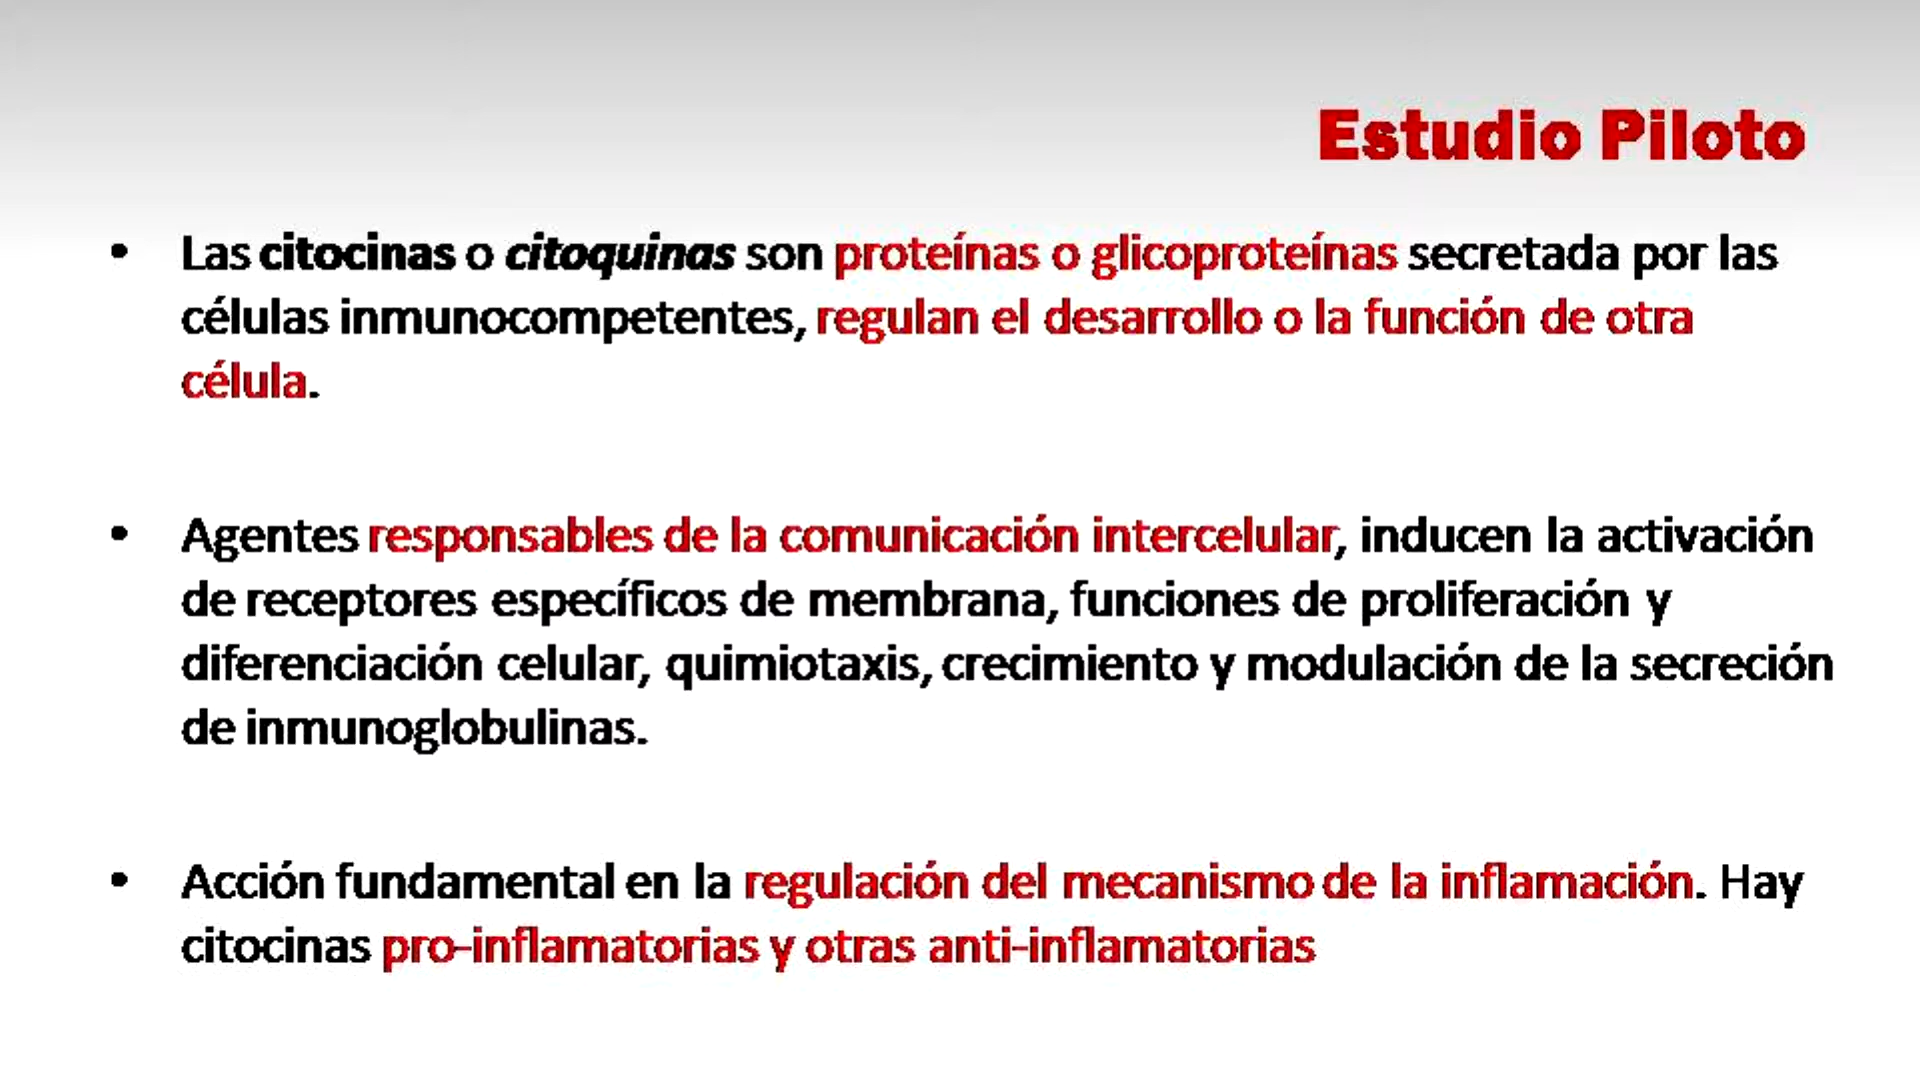 Estudio Piloto
• Las citocinas o citoquinas son proteínas o glicoproteínas secretada por las
células inmunocompetentes, regulan el desarrollo o la función de otra
célula.
• Agentes responsables de la comunicación intercelular, inducen la activación
de receptores específicos de membrana, funciones de proliferación y
diferenciación celular, quimiotaxis, crecimiento y modulación de la secreción
de inmunoglobulinas.
• Acción fundamental en la regulación del mecanismo de la inflamación. Hay
citocinas pro-inflamatorias y otras anti-inflamatorias